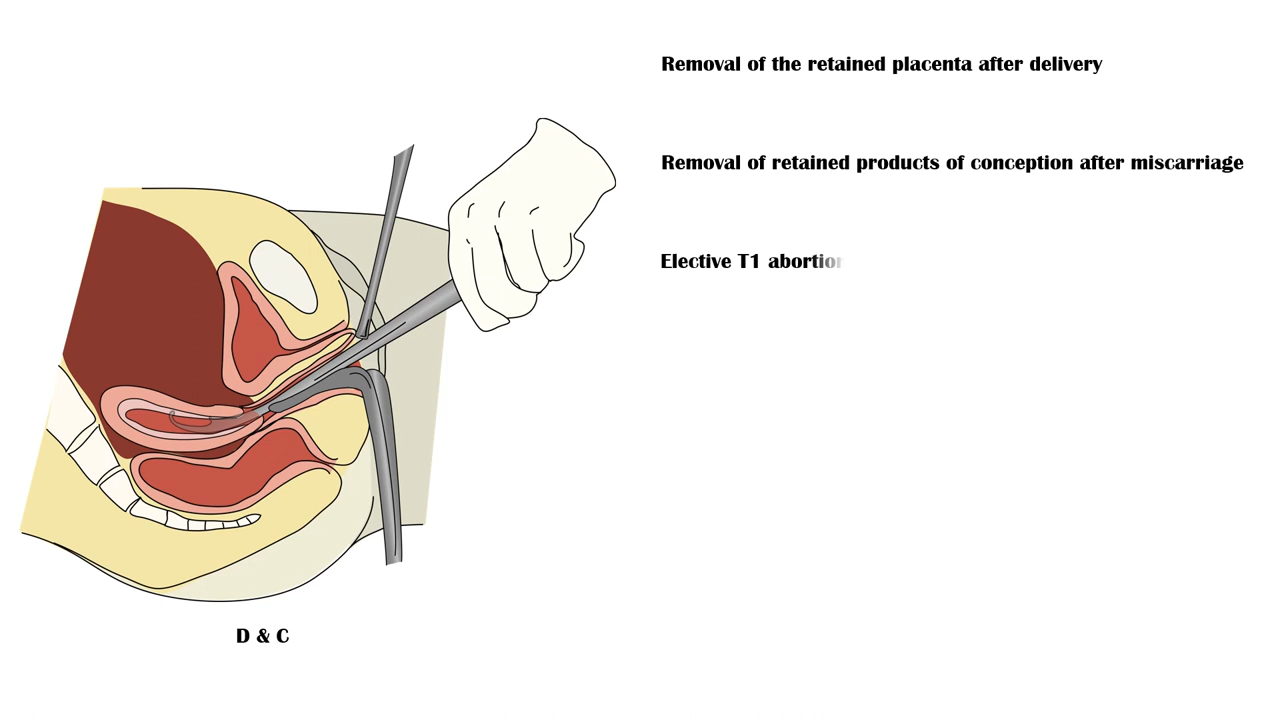 Removal of the retained placenta after delivery
Removal of retained products of conception after miscarriage
Elective T1 abortion
D & C